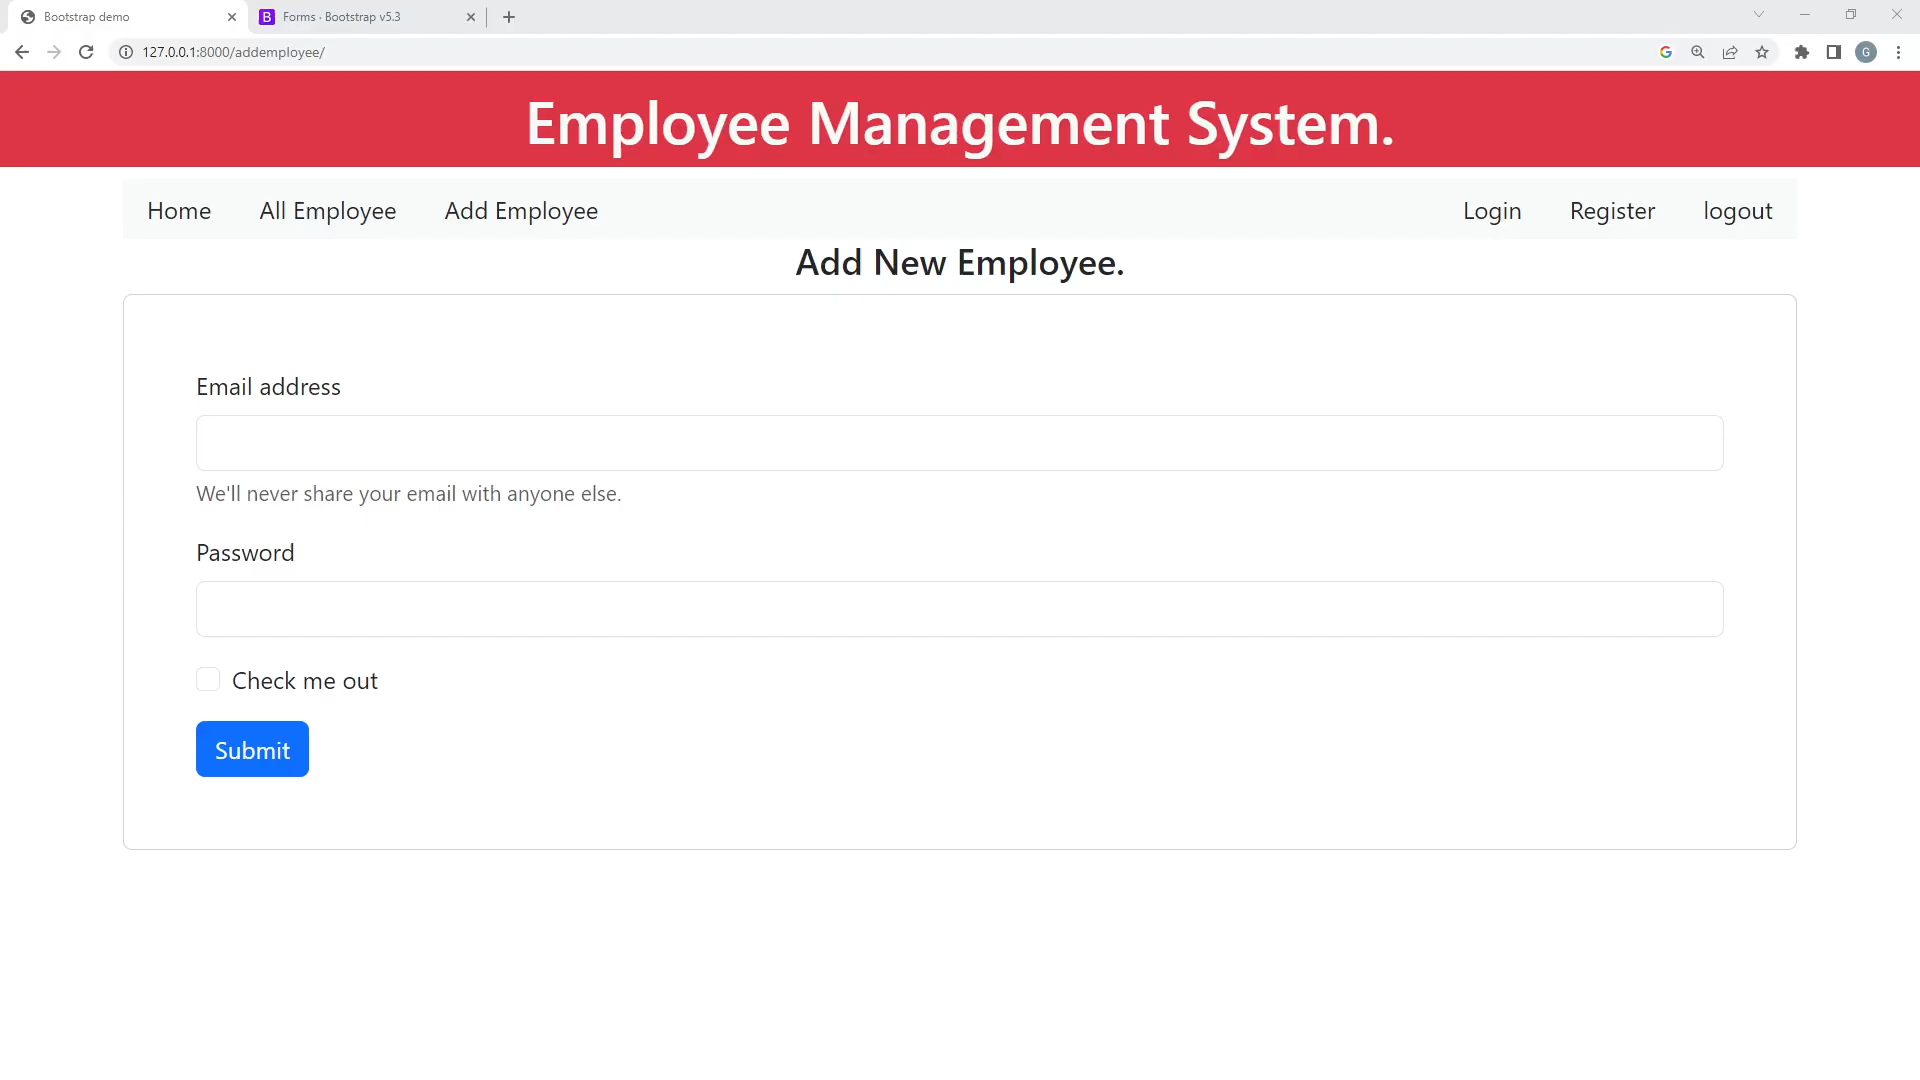 Bootstrap demo
B Forms · Bootstrap v5.3
127.0.0.1:8000/addemployee/
G
Employee Management System.
Home All Employee Add Employee Login Register logout
Add New Employee.
Email address
We'll never share your email with anyone else.
Password
Check me out
Submit